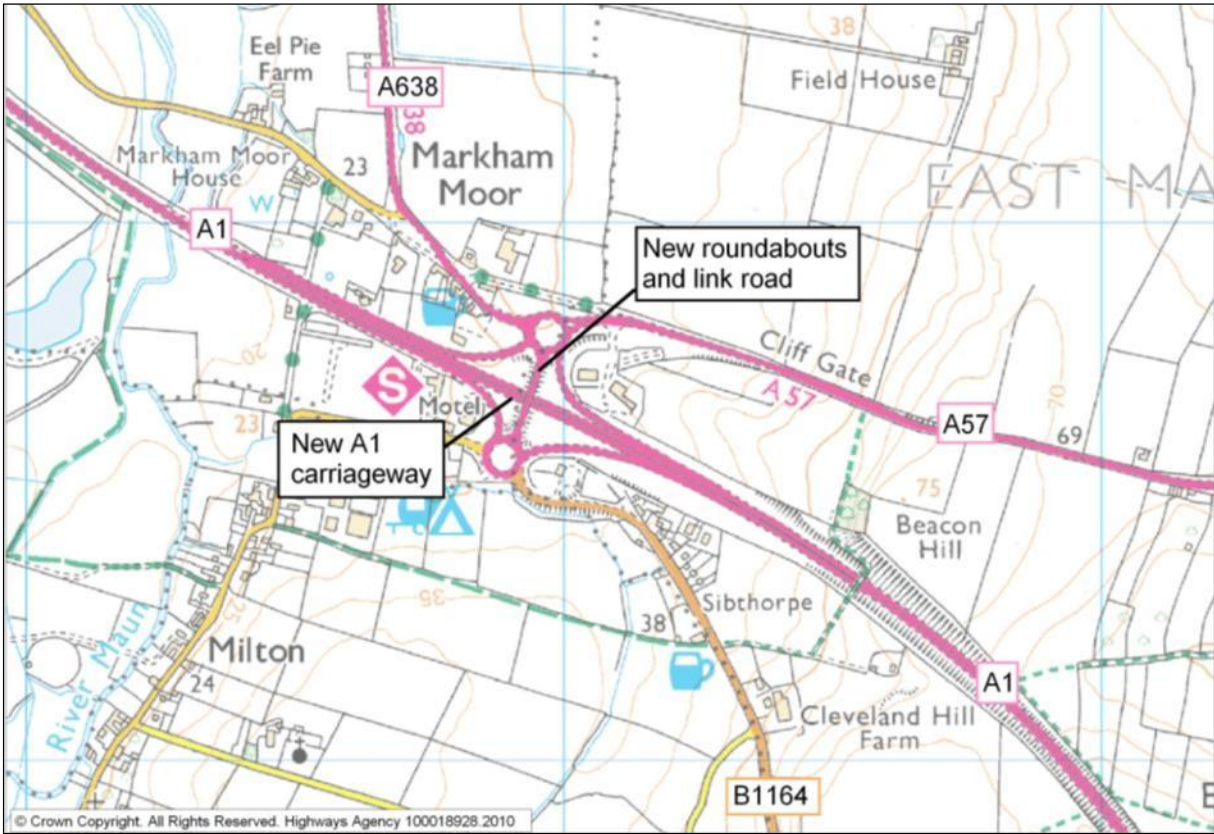 38
Eel Pie
Farm
A638
38
Field House
Markham Moor
House
23
Markham
Moor
EAST MA
W
A1
New roundabouts
and link road
Cliff Gate
A 57
20
S
Motel
70
A57
69
23
New A1
carriageway
75
Beacon
Hill
35
Sibthorpe
38
25
River Maun
Milton
24
A1
Cleveland Hill
Farm
B1164
© Crown Copyright. All Rights Reserved. Highways Agency 100018928.2010